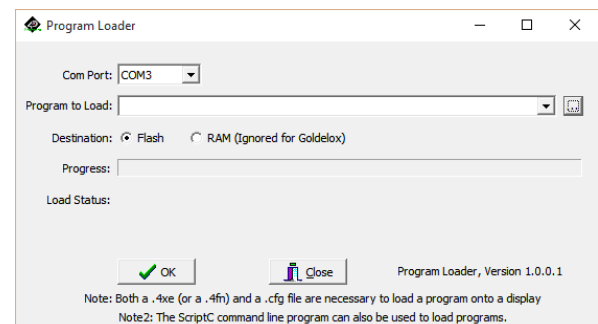 Program Loader
Com Port: COM3
Program to Load:
Destination: Flash RAM (Ignored for Goldelox)
Progress:
Load Status:
OK Close Program Loader, Version 1.0.0.1
Note: Both a .4xe (or a .4fn) and a .cfg file are necessary to load a program onto a display
Note2: The ScriptC command line program can also be used to load programs.